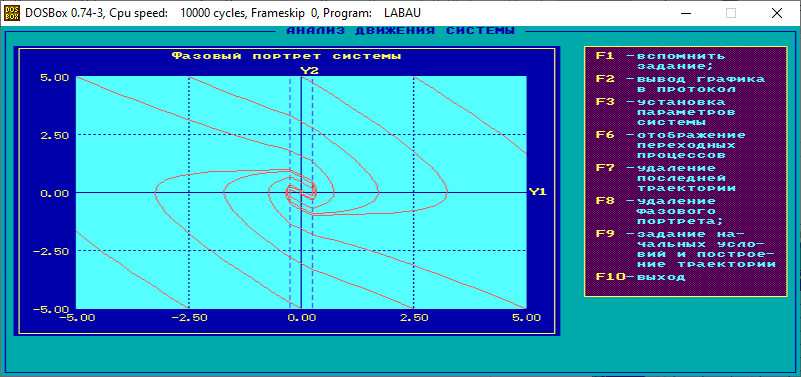 DOSBox 0.74-3, Cpu speed: 10000 cycles, Frameskip 0, Program: LABAU
АНАЛИЗ ДВИЖЕНИЯ СИСТЕМЫ
Фазовый портрет системы
Y2
5.00
2.50
0.00
Y1
-2.50
-5.00
-5.00 -2.50 0.00 2.50 5.00
F1 -вспомнить
задание;
F2 -вывод графика
в протокол
F3 -установка
параметров
системы
F6 -отображение
переходных
процессов
F7 -удаление
последней
траектории
F8 -удаление
Фазового
портрета;
F9 -задание на-
чальных усло-
вий и построе-
ние траектории
F10-выход